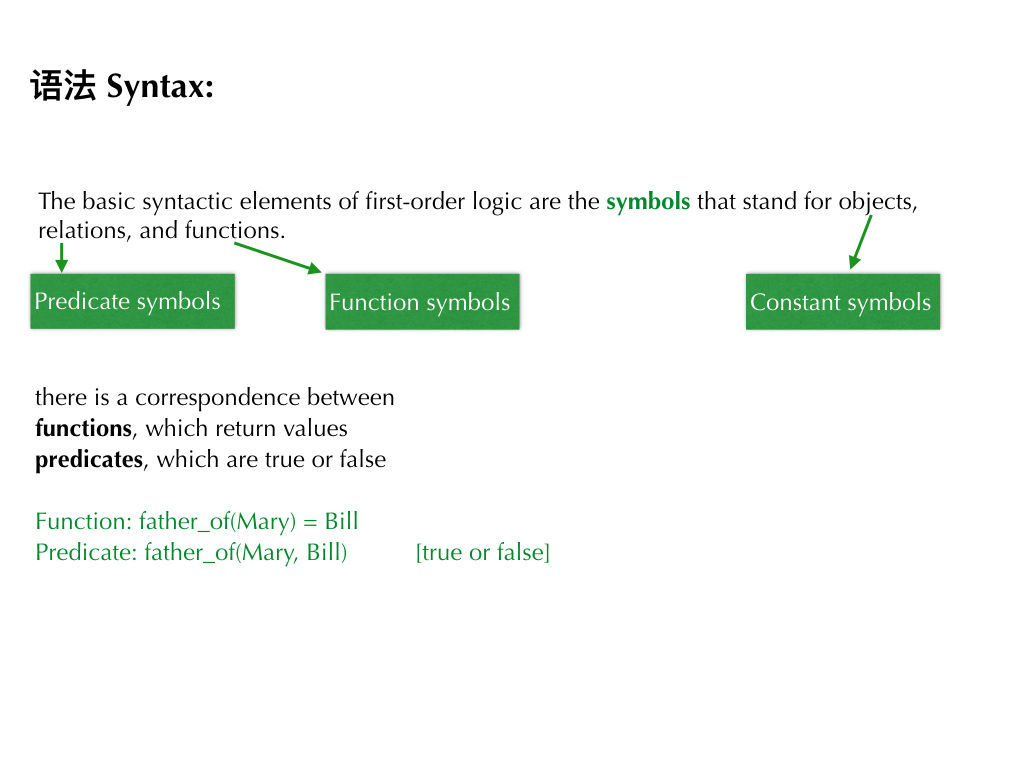 语法 Syntax:
The basic syntactic elements of first-order logic are the symbols that stand for objects,
relations, and functions.
Predicate symbols
Function symbols
Constant symbols
there is a correspondence between
functions, which return values
predicates, which are true or false
Function: father_of(Mary) = Bill
Predicate: father_of(Mary, Bill) [true or false]